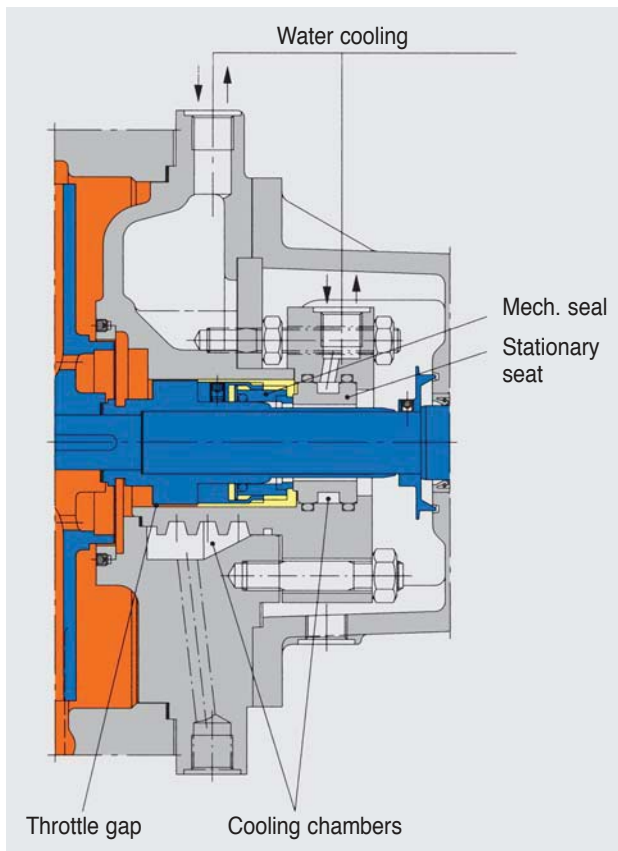 Water cooling
Mech. seal
Stationary
seat
Throttle gap
Cooling chambers